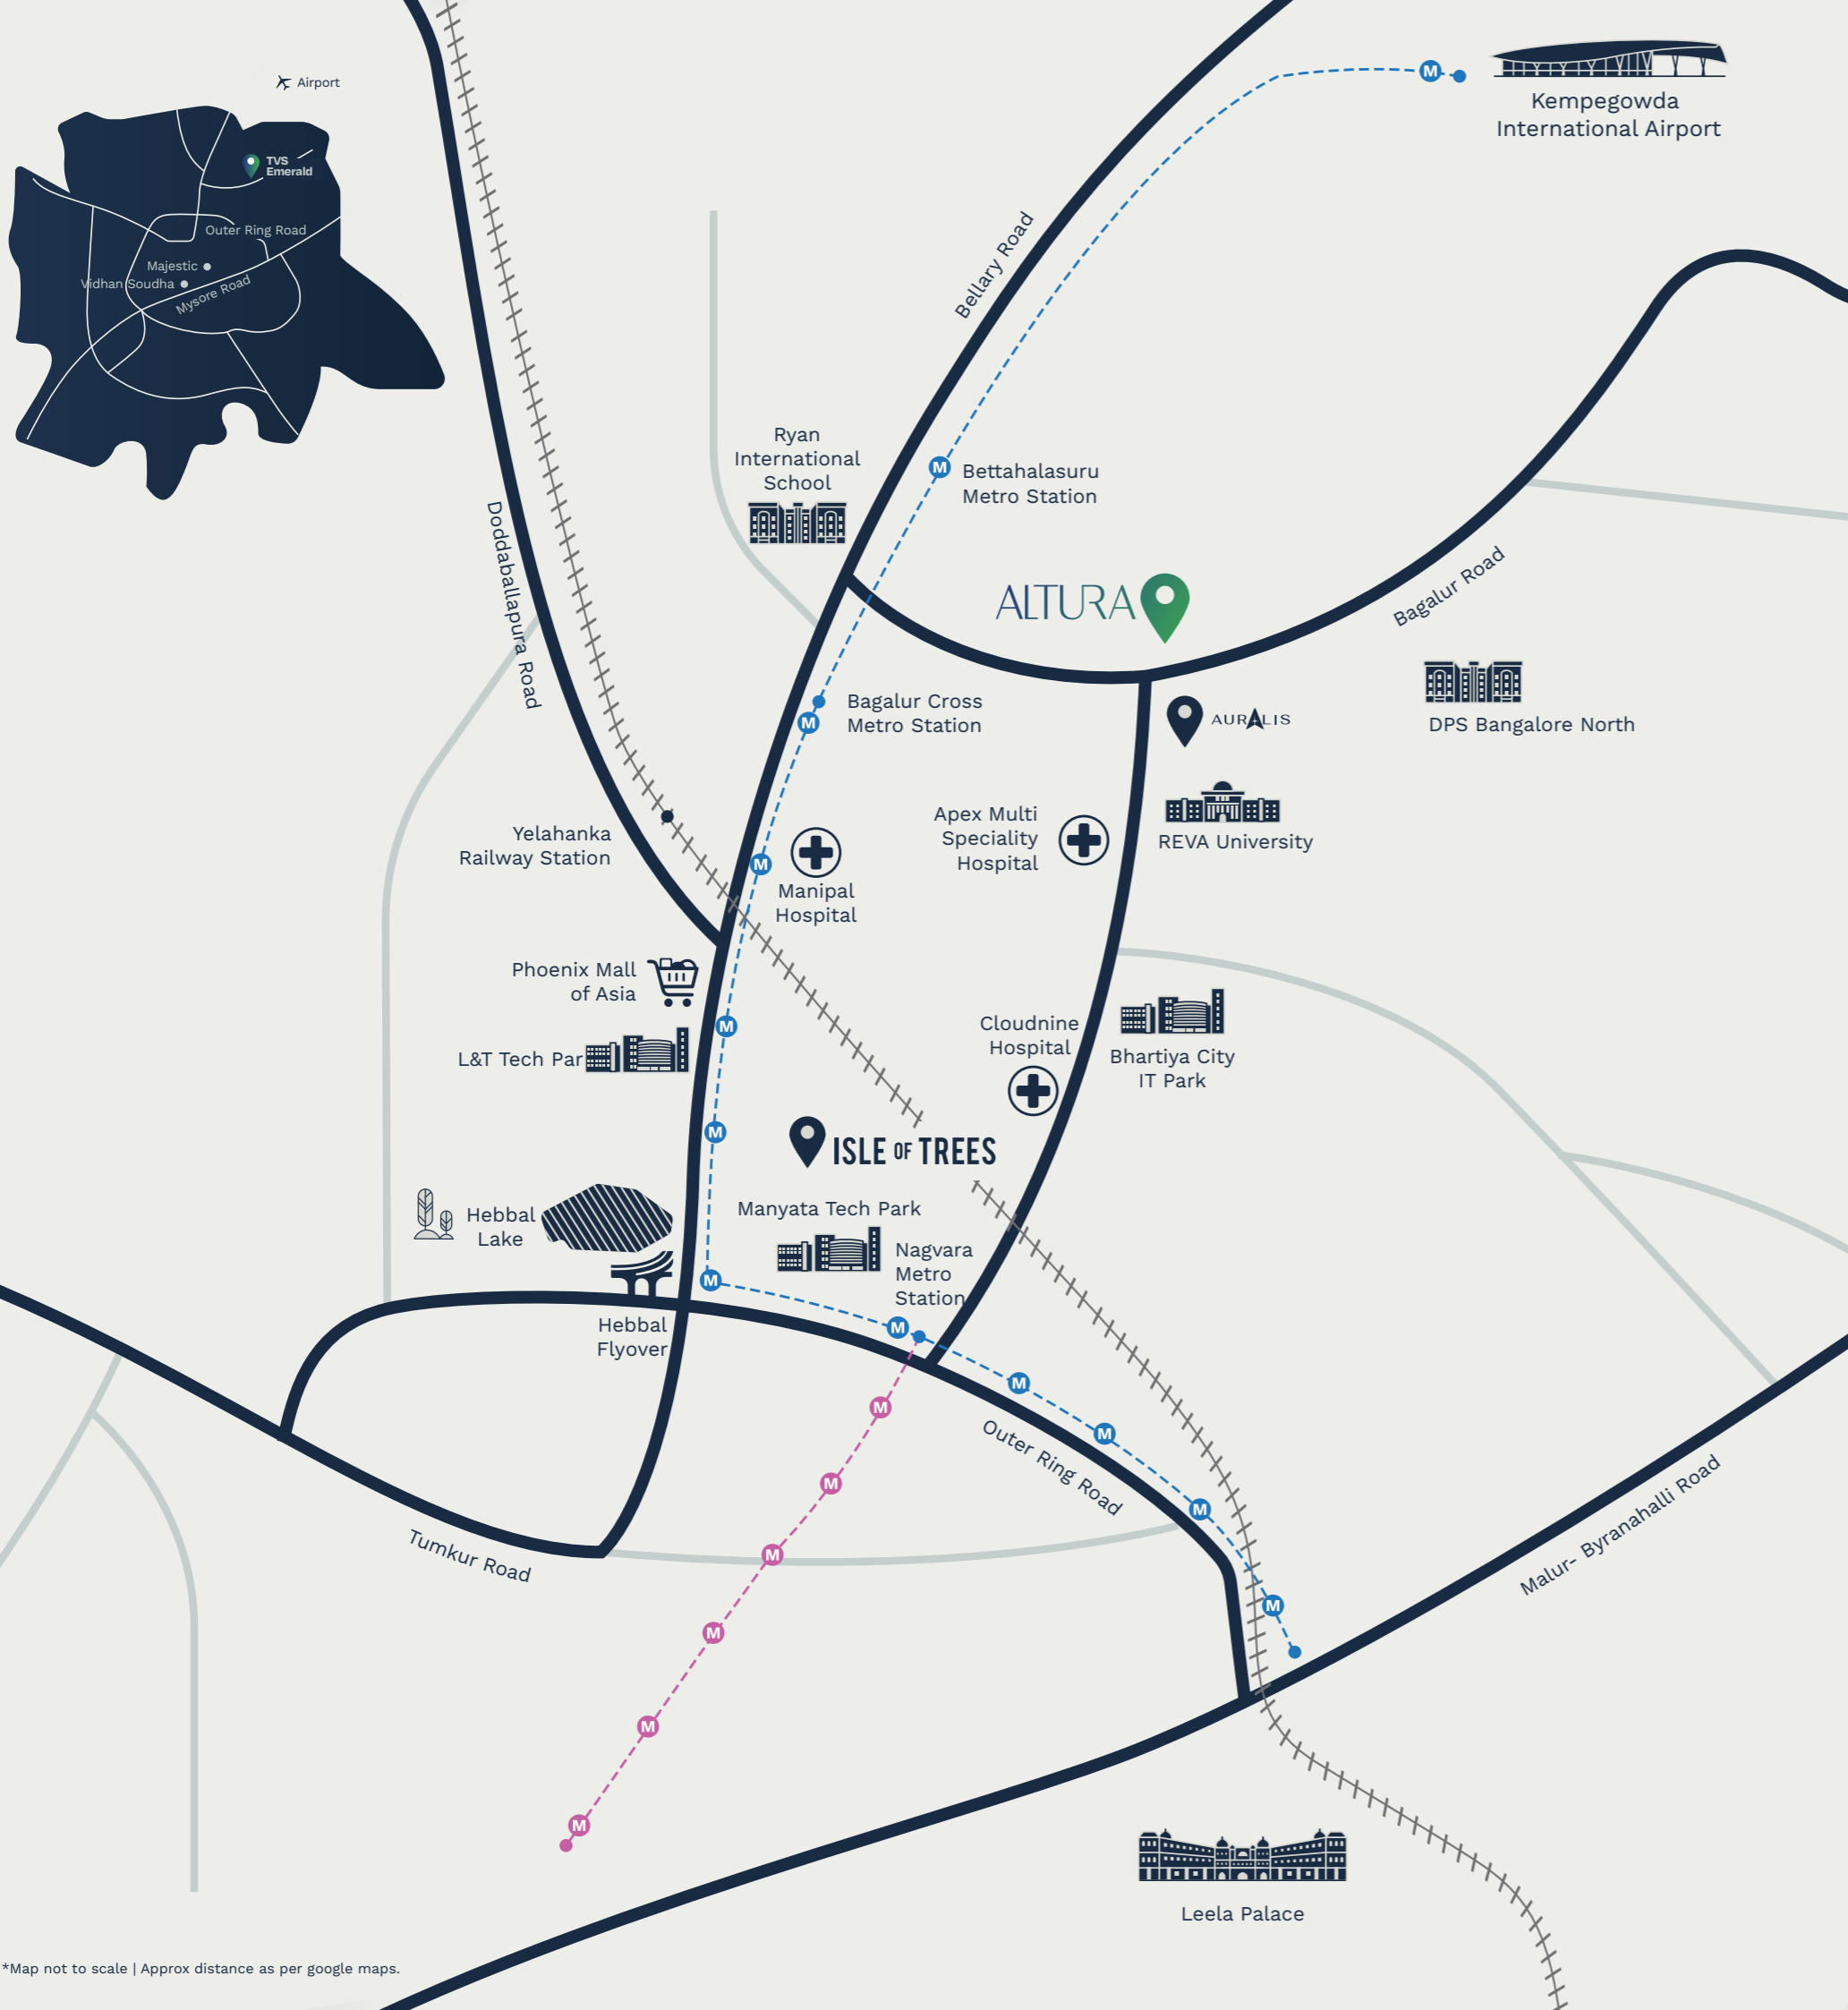 Airport
TVS
Emerald
Outer Ring Road
Majestic
Vidhan Soudha
Mysore Road
M
Kempegowda
International Airport
Bellary Road
Ryan
International
School
M
Bettahalasuru
Metro Station
Doddaballapura Road
ALTURA
Bagalur Road
M
Bagalur Cross
Metro Station
AURALIS
DPS Bangalore North
Yelahanka
Railway Station
M
Manipal
Hospital
Apex Multi
Speciality
Hospital
REVA University
Phoenix Mall
of Asia
M
L&T Tech Par
Cloudnine
Hospital
Bhartiya City
IT Park
M
ISLE OF TREES
Hebbal
Lake
Manyata Tech Park
Nagvara
Metro
Station
M
Hebbal
Flyover
M
M
M
M
M
M
M
M
M
M
M
Outer Ring Road
Tumkur Road
Malur- Byranahalli Road
Leela Palace
*Map not to scale | Approx distance as per google maps.